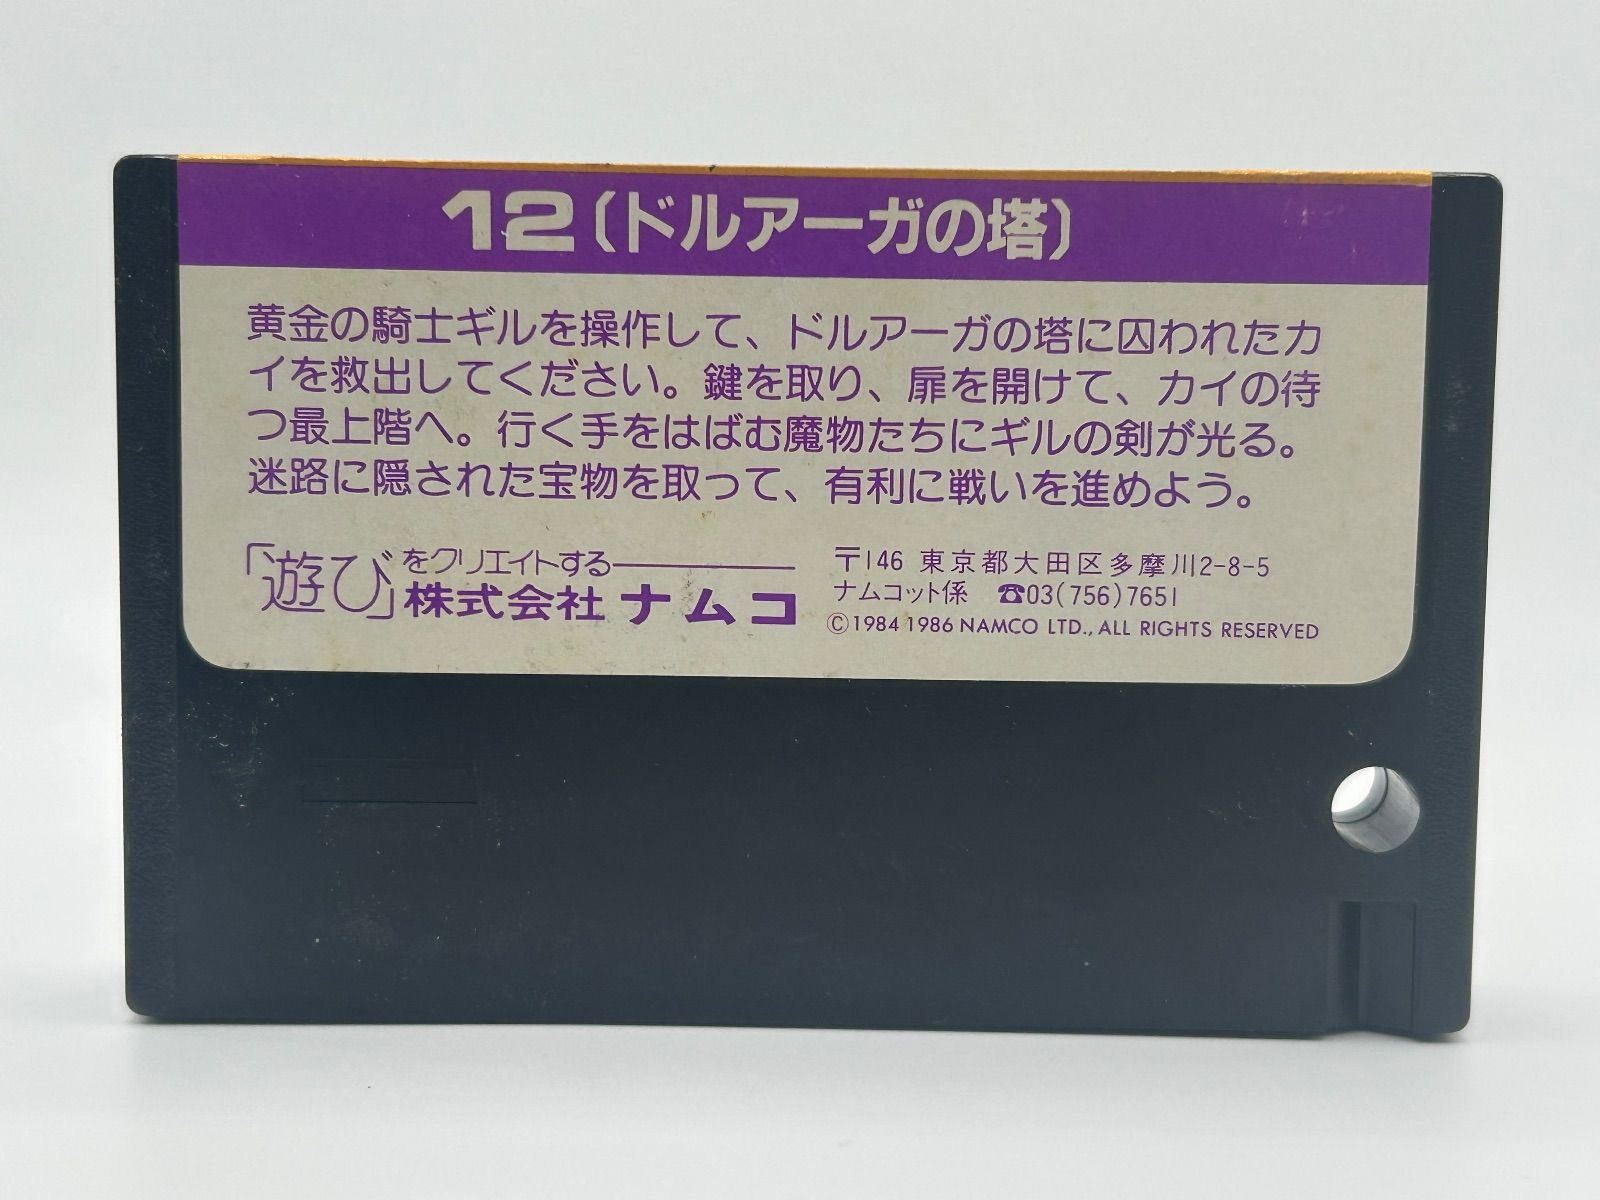 12〔ドルアーガの塔〕
黄金の騎士ギルを操作して、ドルアーガの塔に囚われたカ
イを救出してください。鍵を取り、扉を開けて、カイの待
つ最上階へ。行く手をはばむ魔物たちにギルの剣が光る。
迷路に隠された宝物を取って、有利に戦いを進めよう。
「遊び」をクリエイトする
株式会社ナムコ
〒146 東京都大田区多摩川2-8-5
ナムコット係 ☎03(756)7651
©1984 1986 NAMCO LTD., ALL RIGHTS RESERVED